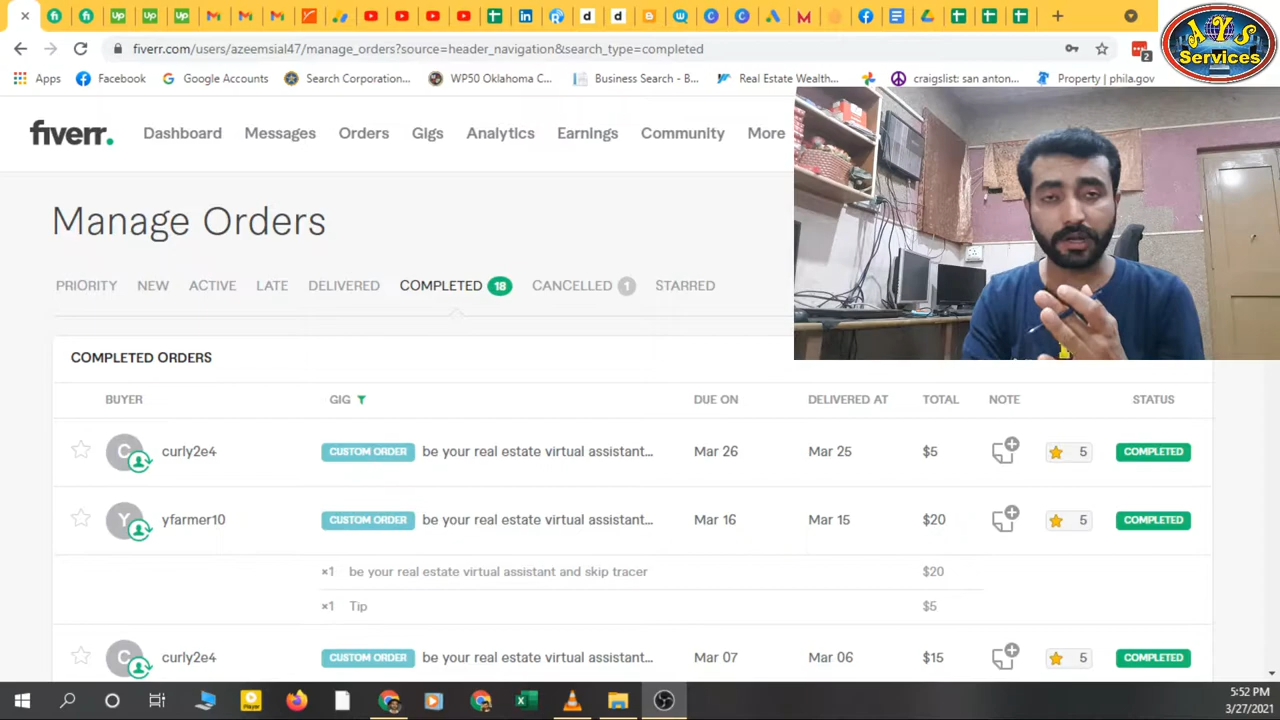 fiverr.com/users/azeemsial47/manage_orders?source=header_navigation&search_type=completed
2
Apps Facebook Google Accounts Search Corporation... WP50 Oklahoma C... Business Search - B... Real Estate Wealth... craigslist: san anton... Property | phila.gov
AYS
Services
fiverr. Dashboard Messages Orders Gigs Analytics Earnings Community More
Manage Orders
PRIORITY NEW ACTIVE LATE DELIVERED COMPLETED 18 CANCELLED 1 STARRED
COMPLETED ORDERS
BUYER GIG DUE ON DELIVERED AT TOTAL NOTE STATUS
C curly2e4 CUSTOM ORDER be your real estate virtual assistant... Mar 26 Mar 25 $5 5 COMPLETED
Y yfarmer10 CUSTOM ORDER be your real estate virtual assistant... Mar 16 Mar 15 $20 5 COMPLETED
×1 be your real estate virtual assistant and skip tracer $20
×1 Tip $5
C curly2e4 CUSTOM ORDER be your real estate virtual assistant... Mar 07 Mar 06 $15 5 COMPLETED
5:52 PM
3/27/2021